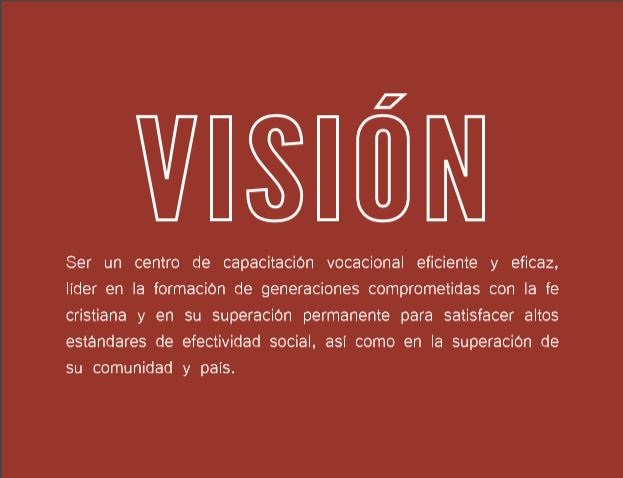 VISIÓN
Ser un centro de capacitación vocacional eficiente y eficaz,
líder en la formación de generaciones comprometidas con la fe
cristiana y en su superación permanente para satisfacer altos
estándares de efectividad social, así como en la superación de
su comunidad y país.